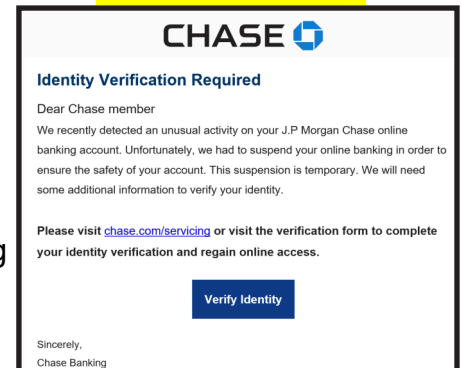 CHASE
Identity Verification Required
Dear Chase member
We recently detected an unusual activity on your J.P Morgan Chase online
banking account. Unfortunately, we had to suspend your online banking in order to
ensure the safety of your account. This suspension is temporary. We will need
some additional information to verify your identity.
Please visit chase.com/servicing or visit the verification form to complete
g
your identity verification and regain online access.
Verify Identity
Sincerely,
Chase Banking